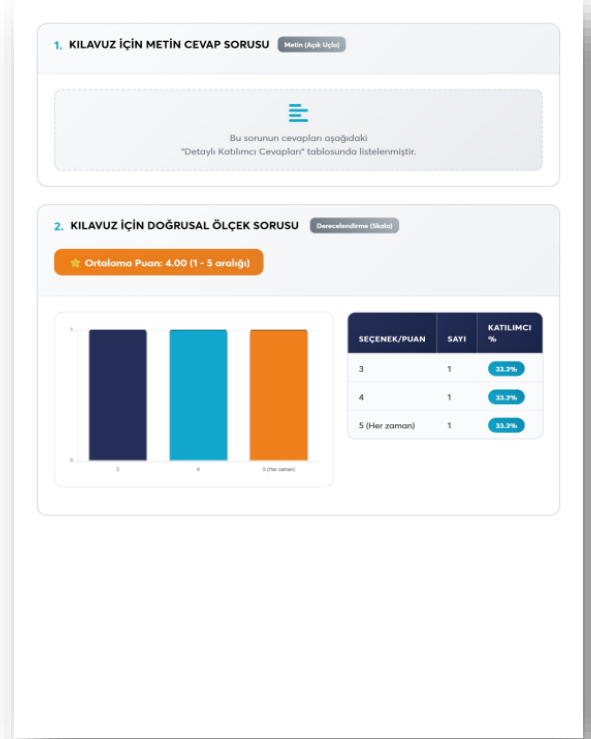 1. KILAVUZ İÇİN METİN CEVAP SORUSU Metin (Açık Uçlu)
Bu sorunun cevapları aşağıdaki
"Detaylı Katılımcı Cevapları" tablosunda listelenmiştir.
2. KILAVUZ İÇİN DOĞRUSAL ÖLÇEK SORUSU Derecelendirme (Skala)
Ortalama Puan: 4.00 (1 - 5 aralığı)
1
0
3 4 5 (Her zaman)
SEÇENEK/PUAN SAYI KATILIMCI %
3 1 33.3%
4 1 33.3%
5 (Her zaman) 1 33.3%